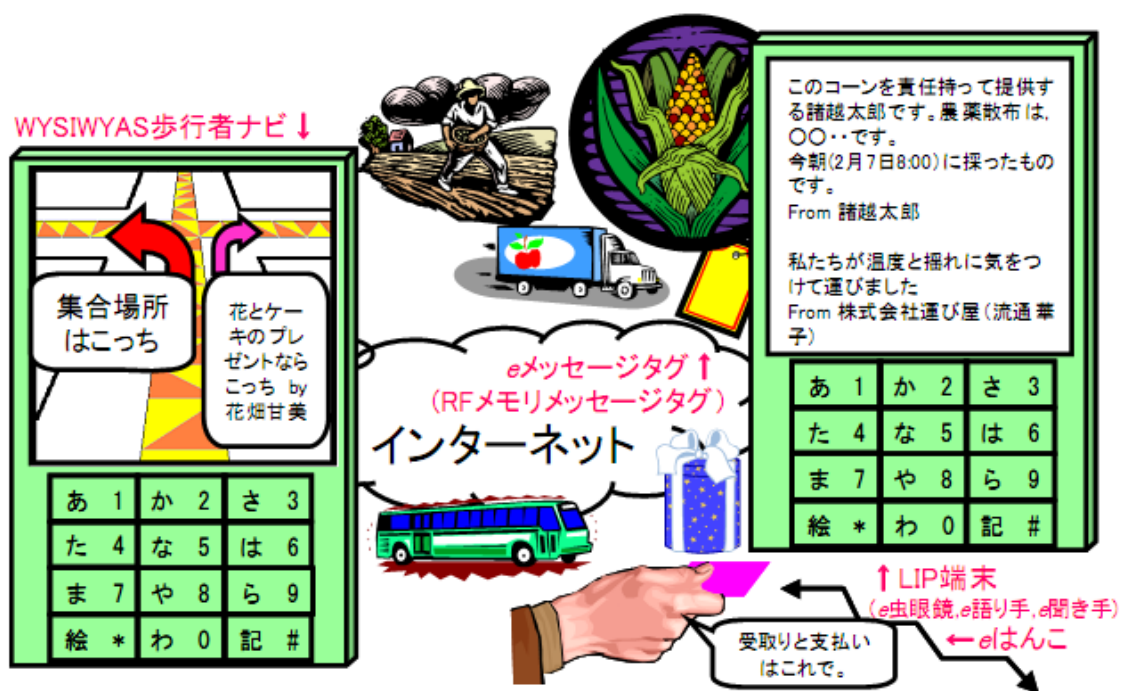 WYSIWYAS歩行者ナビ↓
集合場所
はこっち
花とケー
キのプレ
ゼントなら
こっち by
花畑甘美
あ 1 か 2 さ 3
た 4 な 5 は 6
ま 7 や 8 ら 9
絵 * わ 0 記 #
eメッセージタグ↑
(RFメモリメッセージタグ)
インターネット
このコーンを責任持って提供す
る諸越太郎です。農薬散布は,
〇〇・・です。
今朝(2月7日8:00)に採ったもの
です。
From 諸越太郎
私たちが温度と揺れに気をつ
けて運びました
From 株式会社運び屋(流通華
子)
あ 1 か 2 さ 3
た 4 な 5 は 6
ま 7 や 8 ら 9
絵 * わ 0 記 #
↑LIP端末
(e虫眼鏡,e語り手,e聞き手)
←eはんこ
受取りと支払い
はこれで。